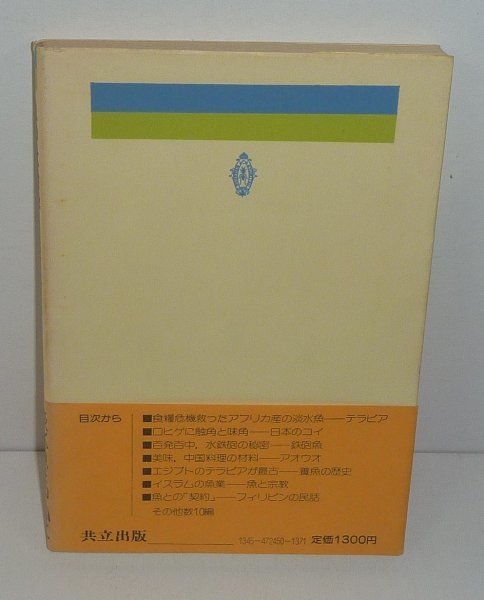 目次から
■食糧危機救ったアフリカ産の淡水魚——テラピア
■口ヒゲに触角と味角——日本のコイ
■百発百中，水鉄砲の秘密——鉄砲魚
■美味，中国料理の材料——アオウオ
■エジプトのテラピアが最古——養魚の歴史
■イスラムの漁業——魚と宗教
■魚との「契約」——フィリピンの民話
その他数10編
共立出版
1345-472450-1371 定価1300円